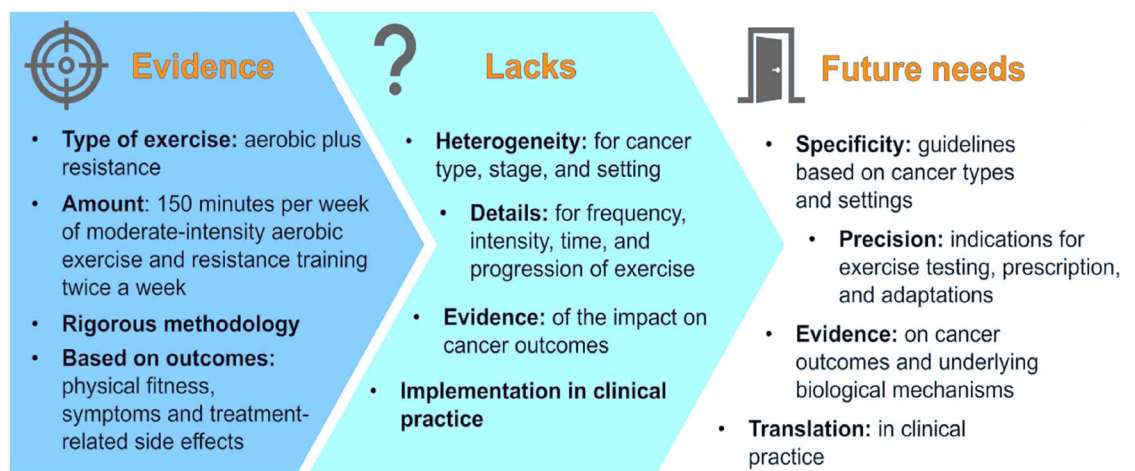 Evidence
• Type of exercise: aerobic plus
resistance
• Amount: 150 minutes per week
of moderate-intensity aerobic
exercise and resistance training
twice a week
• Rigorous methodology
• Based on outcomes:
physical fitness,
symptoms and treatment-
related side effects
?
Lacks
• Heterogeneity: for cancer
type, stage, and setting
• Details: for frequency,
intensity, time, and
progression of exercise
• Evidence: of the impact on
cancer outcomes
• Implementation in clinical
practice
Future needs
• Specificity: guidelines
based on cancer types
and settings
• Precision: indications for
exercise testing, prescription,
and adaptations
• Evidence: on cancer
outcomes and underlying
biological mechanisms
• Translation: in clinical
practice